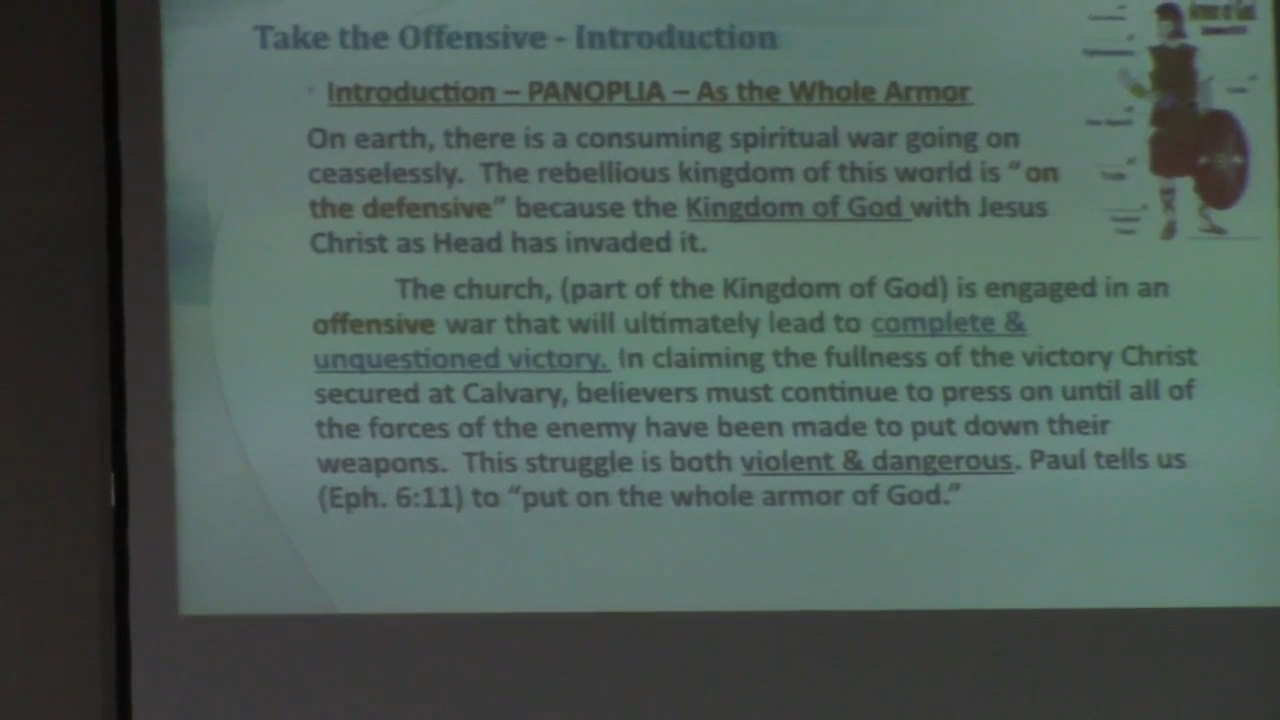 Take the Offensive - Introduction
Introduction – PANOPLIA – As the Whole Armor
On earth, there is a consuming spiritual war going on
ceaselessly. The rebellious kingdom of this world is "on
the defensive" because the Kingdom of God with Jesus
Christ as Head has invaded it.
The church, (part of the Kingdom of God) is engaged in an
offensive war that will ultimately lead to complete &
unquestioned victory. In claiming the fullness of the victory Christ
secured at Calvary, believers must continue to press on until all of
the forces of the enemy have been made to put down their
weapons. This struggle is both violent & dangerous. Paul tells us
(Eph. 6:11) to "put on the whole armor of God."